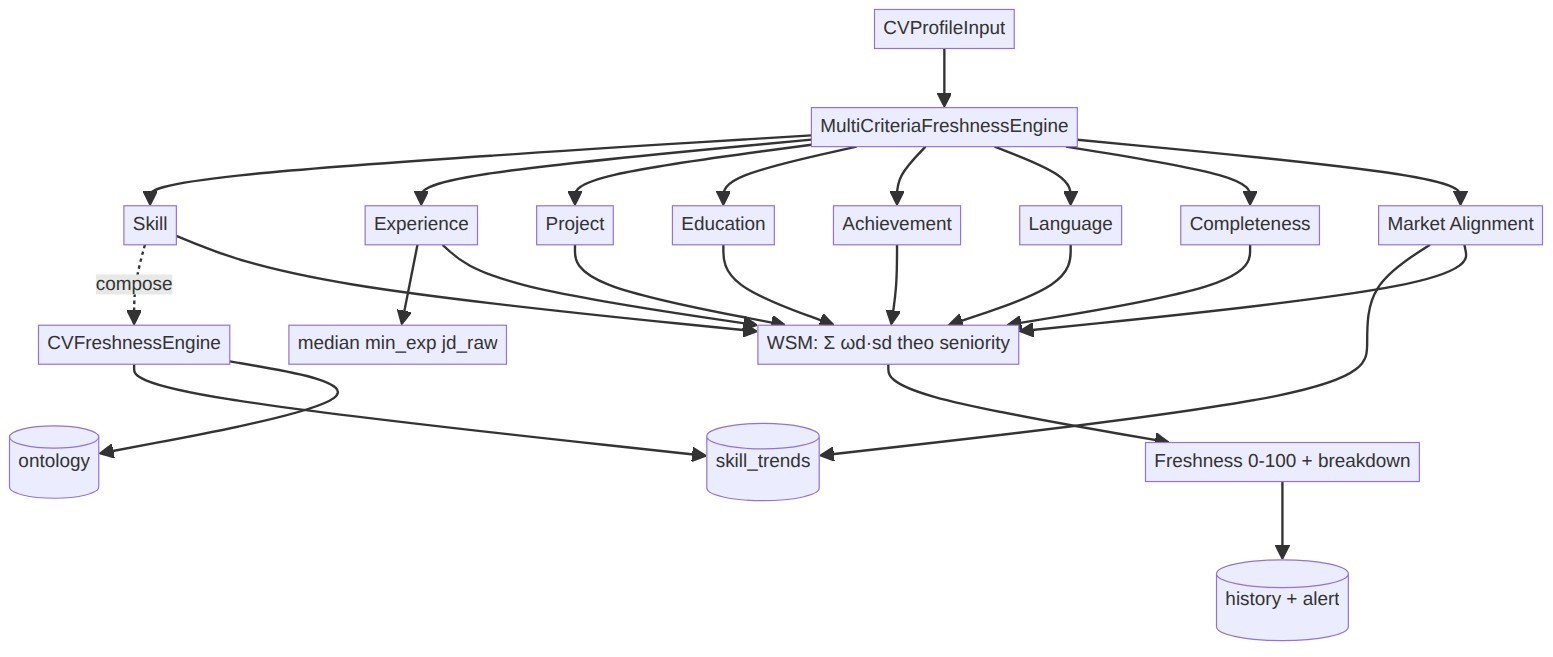 CVProfileInput
MultiCriteriaFreshnessEngine
Skill
Experience
Project
Education
Achievement
Language
Completeness
Market Alignment
compose
CVFreshnessEngine
median min_exp jd_raw
WSM: Σ ωd·sd theo seniority
ontology
skill_trends
Freshness 0-100 + breakdown
history + alert